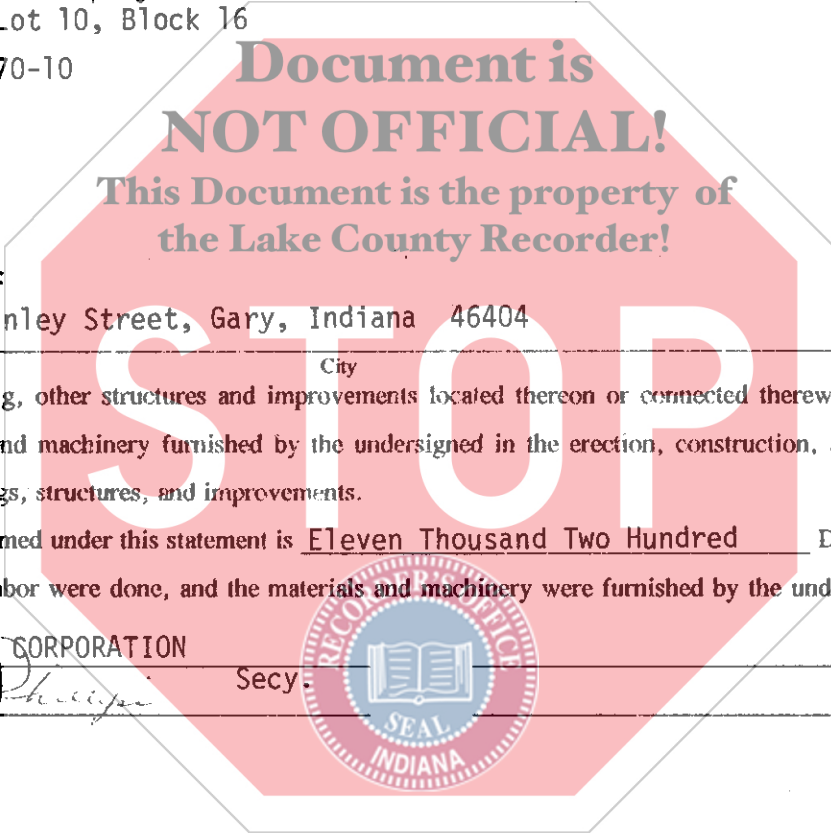 Lot 10, Block 16
70-10
Document is
NOT OFFICIAL!
This Document is the property of
the Lake County Recorder!
nley Street, Gary, Indiana 46404
City
g, other structures and improvements located thereon or connected therew
nd machinery furnished by the undersigned in the erection, construction,
gs, structures, and improvements.
med under this statement is Eleven Thousand Two Hundred D
bor were done, and the materials and machinery were furnished by the und
CORPORATION
Secy.
STOP
RECORDER'S OFFICE
SEAL
INDIANA